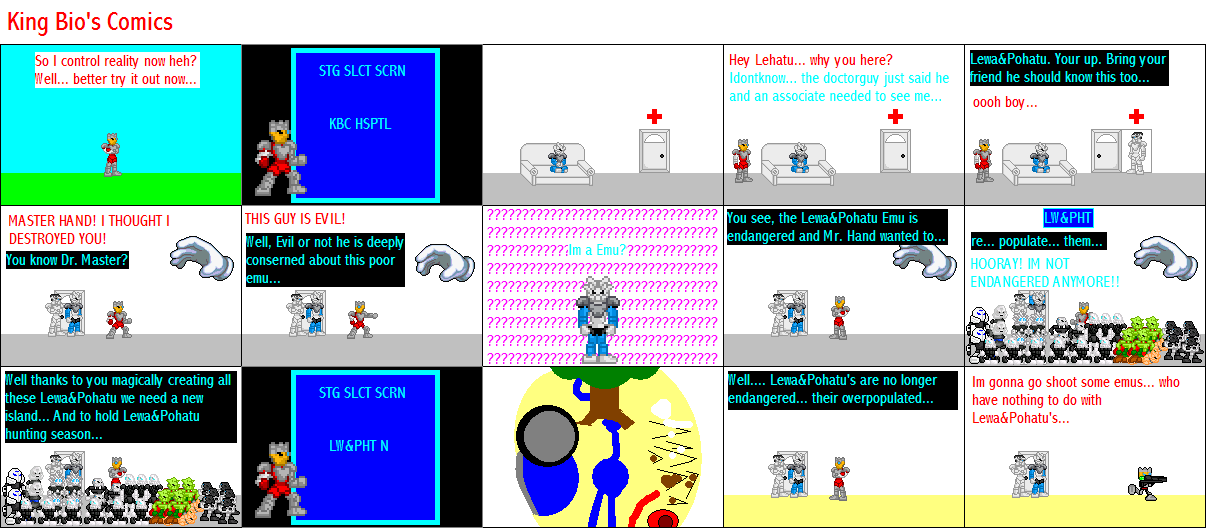 King Bio's Comics
So I control reality now heh?
Well... better try it out now...
STG SLCT SCRN
KBC HSPTL
Hey Lehatu... why you here?
Idontknow... the doctorguy just said he
and an associate needed to see me...
Lewa&Pohatu. Your up. Bring your
friend he should know this too...
oooh boy...
MASTER HAND! I THOUGHT I
DESTROYED YOU!
You know Dr. Master?
THIS GUY IS EVIL!
Well, Evil or not he is deeply
conserned about this poor
emu...
?????????????????????????????????
?????????????????????????????????
????????????Im a Emu??????????????
?????????????????????????????????
?????????????????????????????????
?????????????????????????????????
?????????????????????????????????
?????????????????????????????????
?????????????????????????????????
You see, the Lewa&Pohatu Emu is
endangered and Mr. Hand wanted to...
LW&PHT
re... populate... them...
HOORAY! IM NOT
ENDANGERED ANYMORE!!
Well thanks to you magically creating all
these Lewa&Pohatu we need a new
island... And to hold Lewa&Pohatu
hunting season...
STG SLCT SCRN
LW&PHT N
Well.... Lewa&Pohatu's are no longer
endangered... their overpopulated...
Im gonna go shoot some emus... who
have nothing to do with
Lewa&Pohatu's...